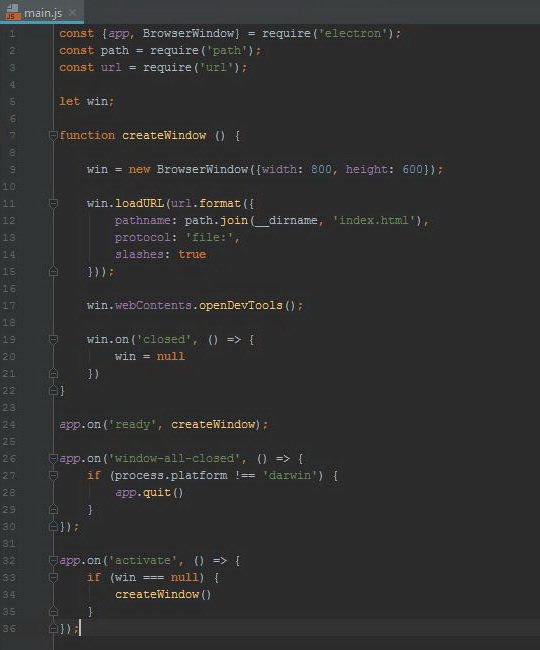 main.js
1 const {app, BrowserWindow} = require('electron');
2 const path = require('path');
3 const url = require('url');
4
5 let win;
6
7 function createWindow () {
8
9     win = new BrowserWindow({width: 800, height: 600});
10
11     win.loadURL(url.format({
12         pathname: path.join(__dirname, 'index.html'),
13         protocol: 'file:',
14         slashes: true
15     }));
16
17     win.webContents.openDevTools();
18
19     win.on('closed', () => {
20         win = null
21     })
22 }
23
24 app.on('ready', createWindow);
25
26 app.on('window-all-closed', () => {
27     if (process.platform !== 'darwin') {
28         app.quit()
29     }
30 });
31
32 app.on('activate', () => {
33     if (win === null) {
34         createWindow()
35     }
36 });